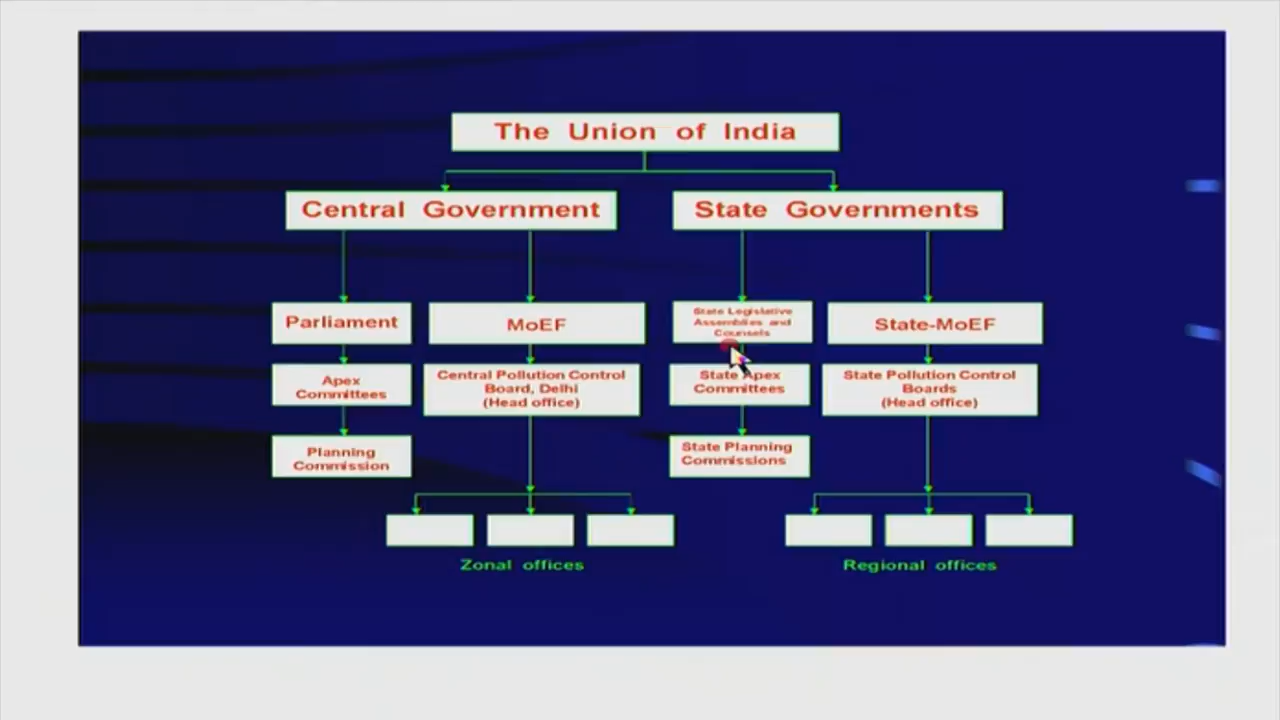 The Union of India
Central Government
State Governments
Parliament
MoEF
State Legislative
Assemblies and
Counsels
State-MoEF
Apex
Committees
Central Pollution Control
Board, Delhi
(Head office)
State Apex
Committees
State Pollution Control
Boards
(Head office)
Planning
Commission
State Planning
Commissions
Zonal offices
Regional offices